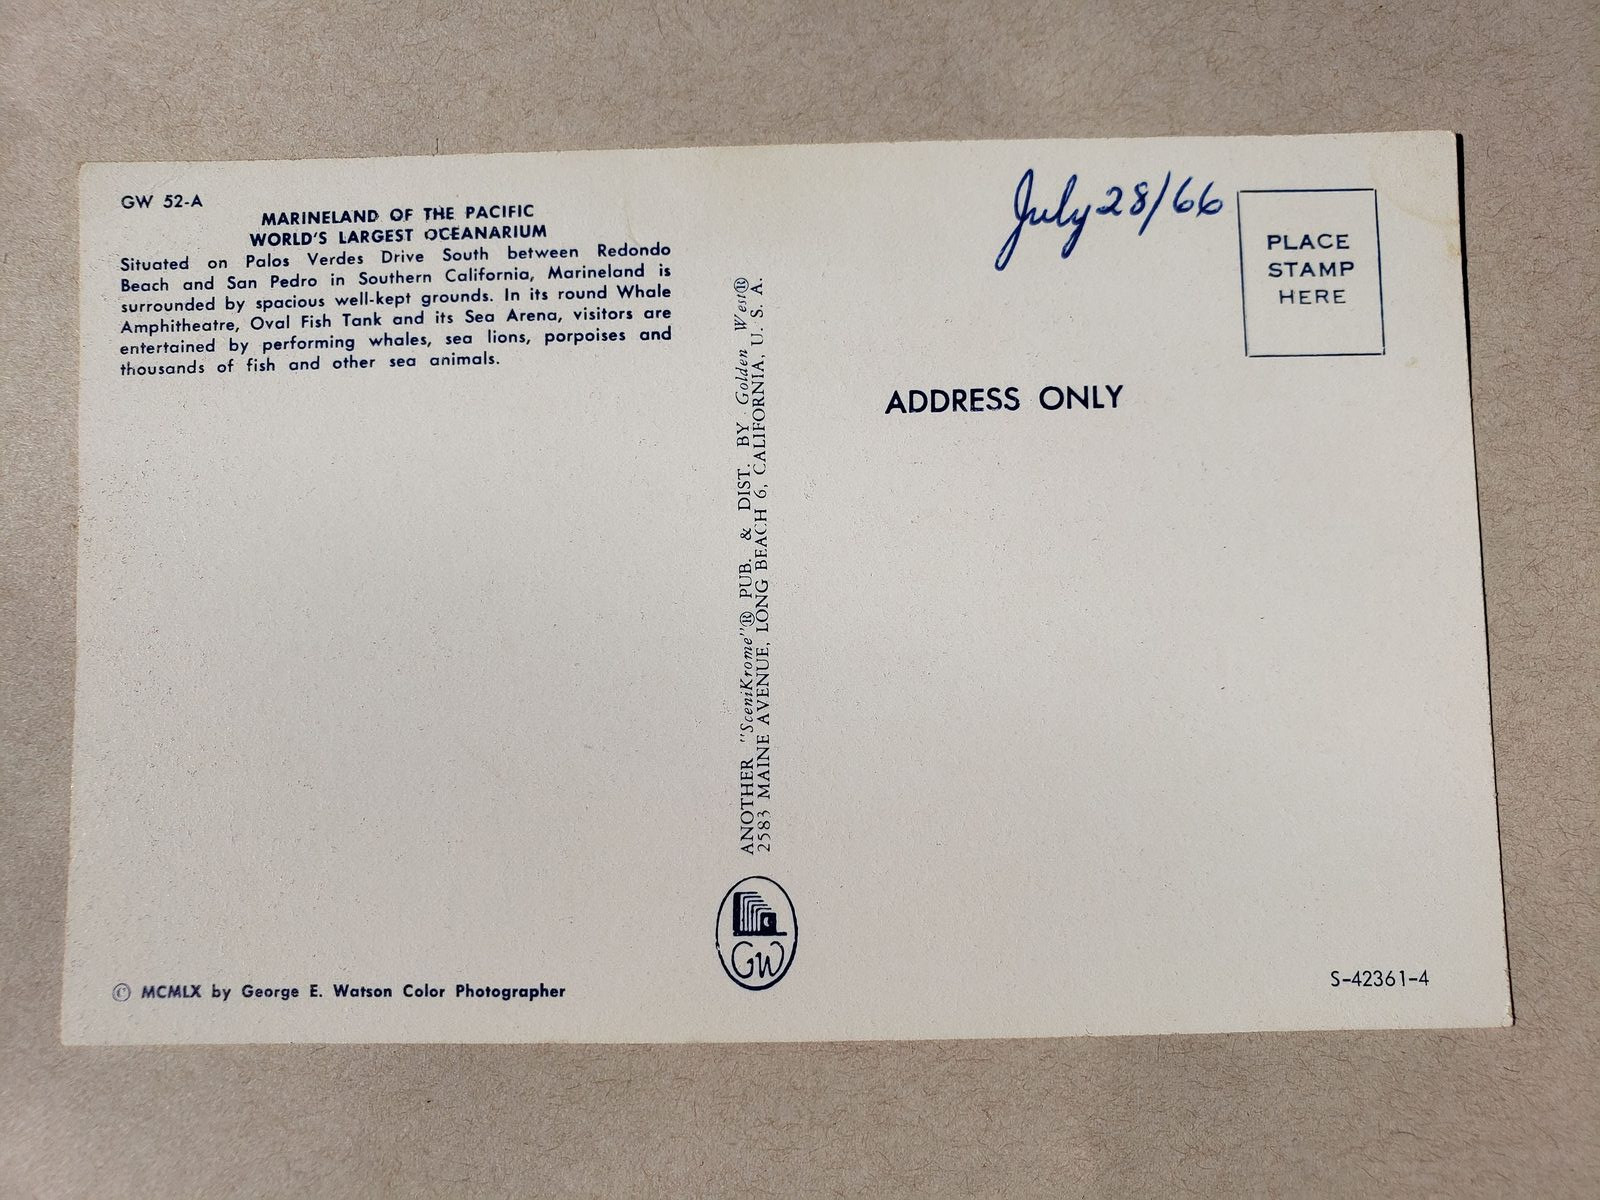 GW 52-A
MARINELAND OF THE PACIFIC
WORLD'S LARGEST OCEANARIUM
Situated on Palos Verdes Drive South between Redondo
Beach and San Pedro in Southern California, Marineland is
surrounded by spacious well-kept grounds. In its round Whale
Amphitheatre, Oval Fish Tank and its Sea Arena, visitors are
entertained by performing whales, sea lions, porpoises and
thousands of fish and other sea animals.
© MCMLX by George E. Watson Color Photographer
ANOTHER "SceniKrome"® PUB. & DIST. BY Golden West®
2583 MAINE AVENUE, LONG BEACH 6, CALIFORNIA, U. S. A.
GW
July 28/66
PLACE
STAMP
HERE
ADDRESS ONLY
S-42361-4